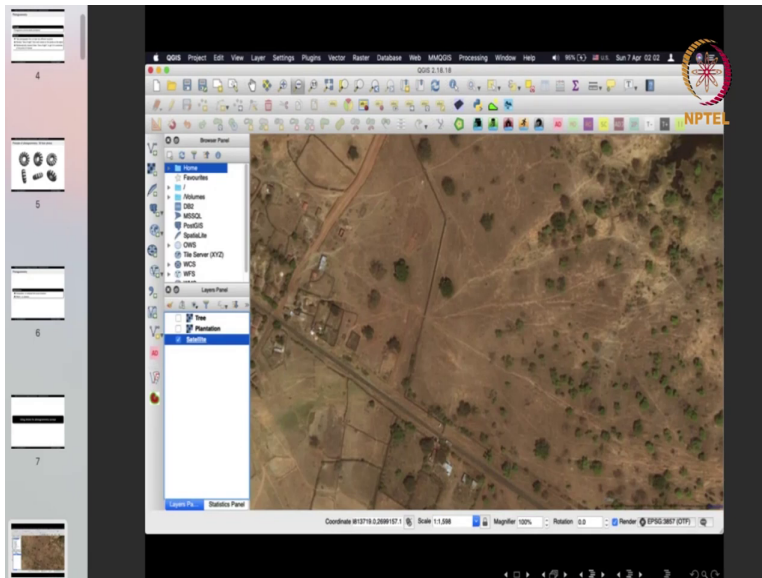 4
5
6
7
QGIS Project Edit View Layer Settings Plugins Vector Raster Database Web MMQGIS Processing Window Help 95% U.S. Sun 7 Apr 02:02
QGIS 2.18.18
NPTEL
Browser Panel
Home
Favourites
/
/Volumes
DB2
MSSQL
PostGIS
SpatiaLite
OWS
Tile Server (XYZ)
WCS
WFS
Layers Panel
Tree
Plantation
Satellite
Layers Pa... Statistics Panel
Coordinate Scale 1:1,598 Magnifier 100% Rotation 0.0 Render EPSG:3857 (OTF)